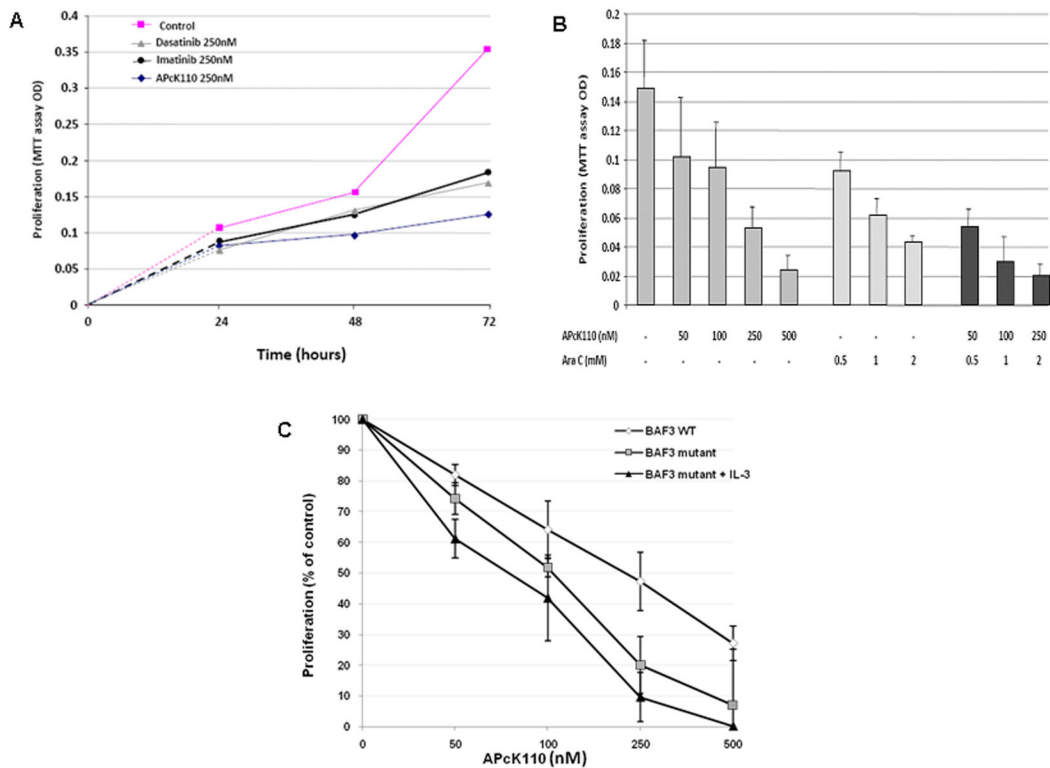 A
Control
Dasatinib 250nM
Imatinib 250nM
APcK110 250nM
0.4
0.35
0.3
0.25
0.2
0.15
0.1
0.05
0
Proliferation (MTT assay OD)
0 24 48 72
Time (hours)
B
0.2
0.18
0.16
0.14
0.12
0.1
0.08
0.06
0.04
0.02
0
Proliferation (MTT assay OD)
APcK110 (nM) - 50 100 250 500 - - - 50 100 250
Ara C (mM) - - - - - 0.5 1 2 0.5 1 2
C
BAF3 WT
BAF3 mutant
BAF3 mutant + IL-3
100
90
80
70
60
50
40
30
20
10
0
Proliferation (% of control)
0 50 100 250 500
APcK110 (nM)